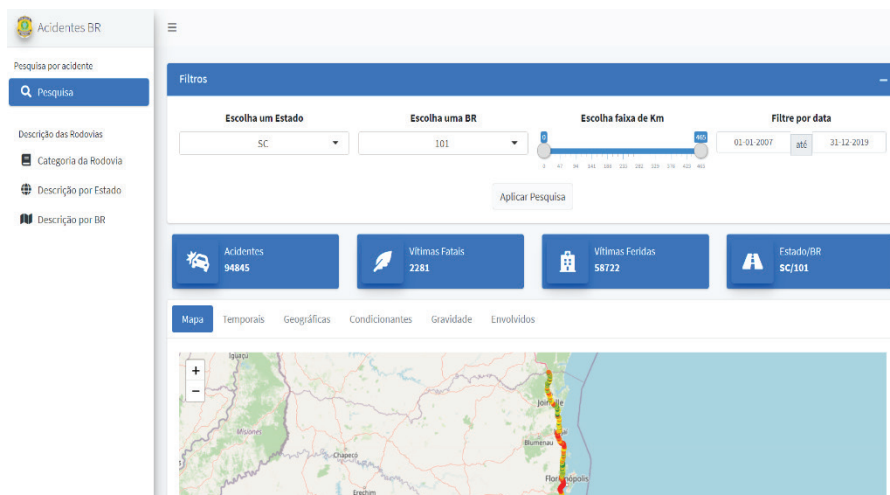 Acidentes BR
Pesquisa por acidente
Pesquisa
Descrição das Rodovias
Categoria da Rodovia
Descrição por Estado
Descrição por BR
Filtros
Escolha um Estado
SC
Escolha uma BR
101
Escolha faixa de Km
0
465
Filtre por data
01-01-2007 até 31-12-2019
Aplicar Pesquisa
Acidentes
94845
Vítimas Fatais
2281
Vítimas Feridas
58722
Estado/BR
SC/101
Mapa Temporais Geográficas Condicionantes Gravidade Envolvidos
+
−
Iguaçu
Joinville
Misiones
Blumenau
Chapecó
Florianópolis
Erechim